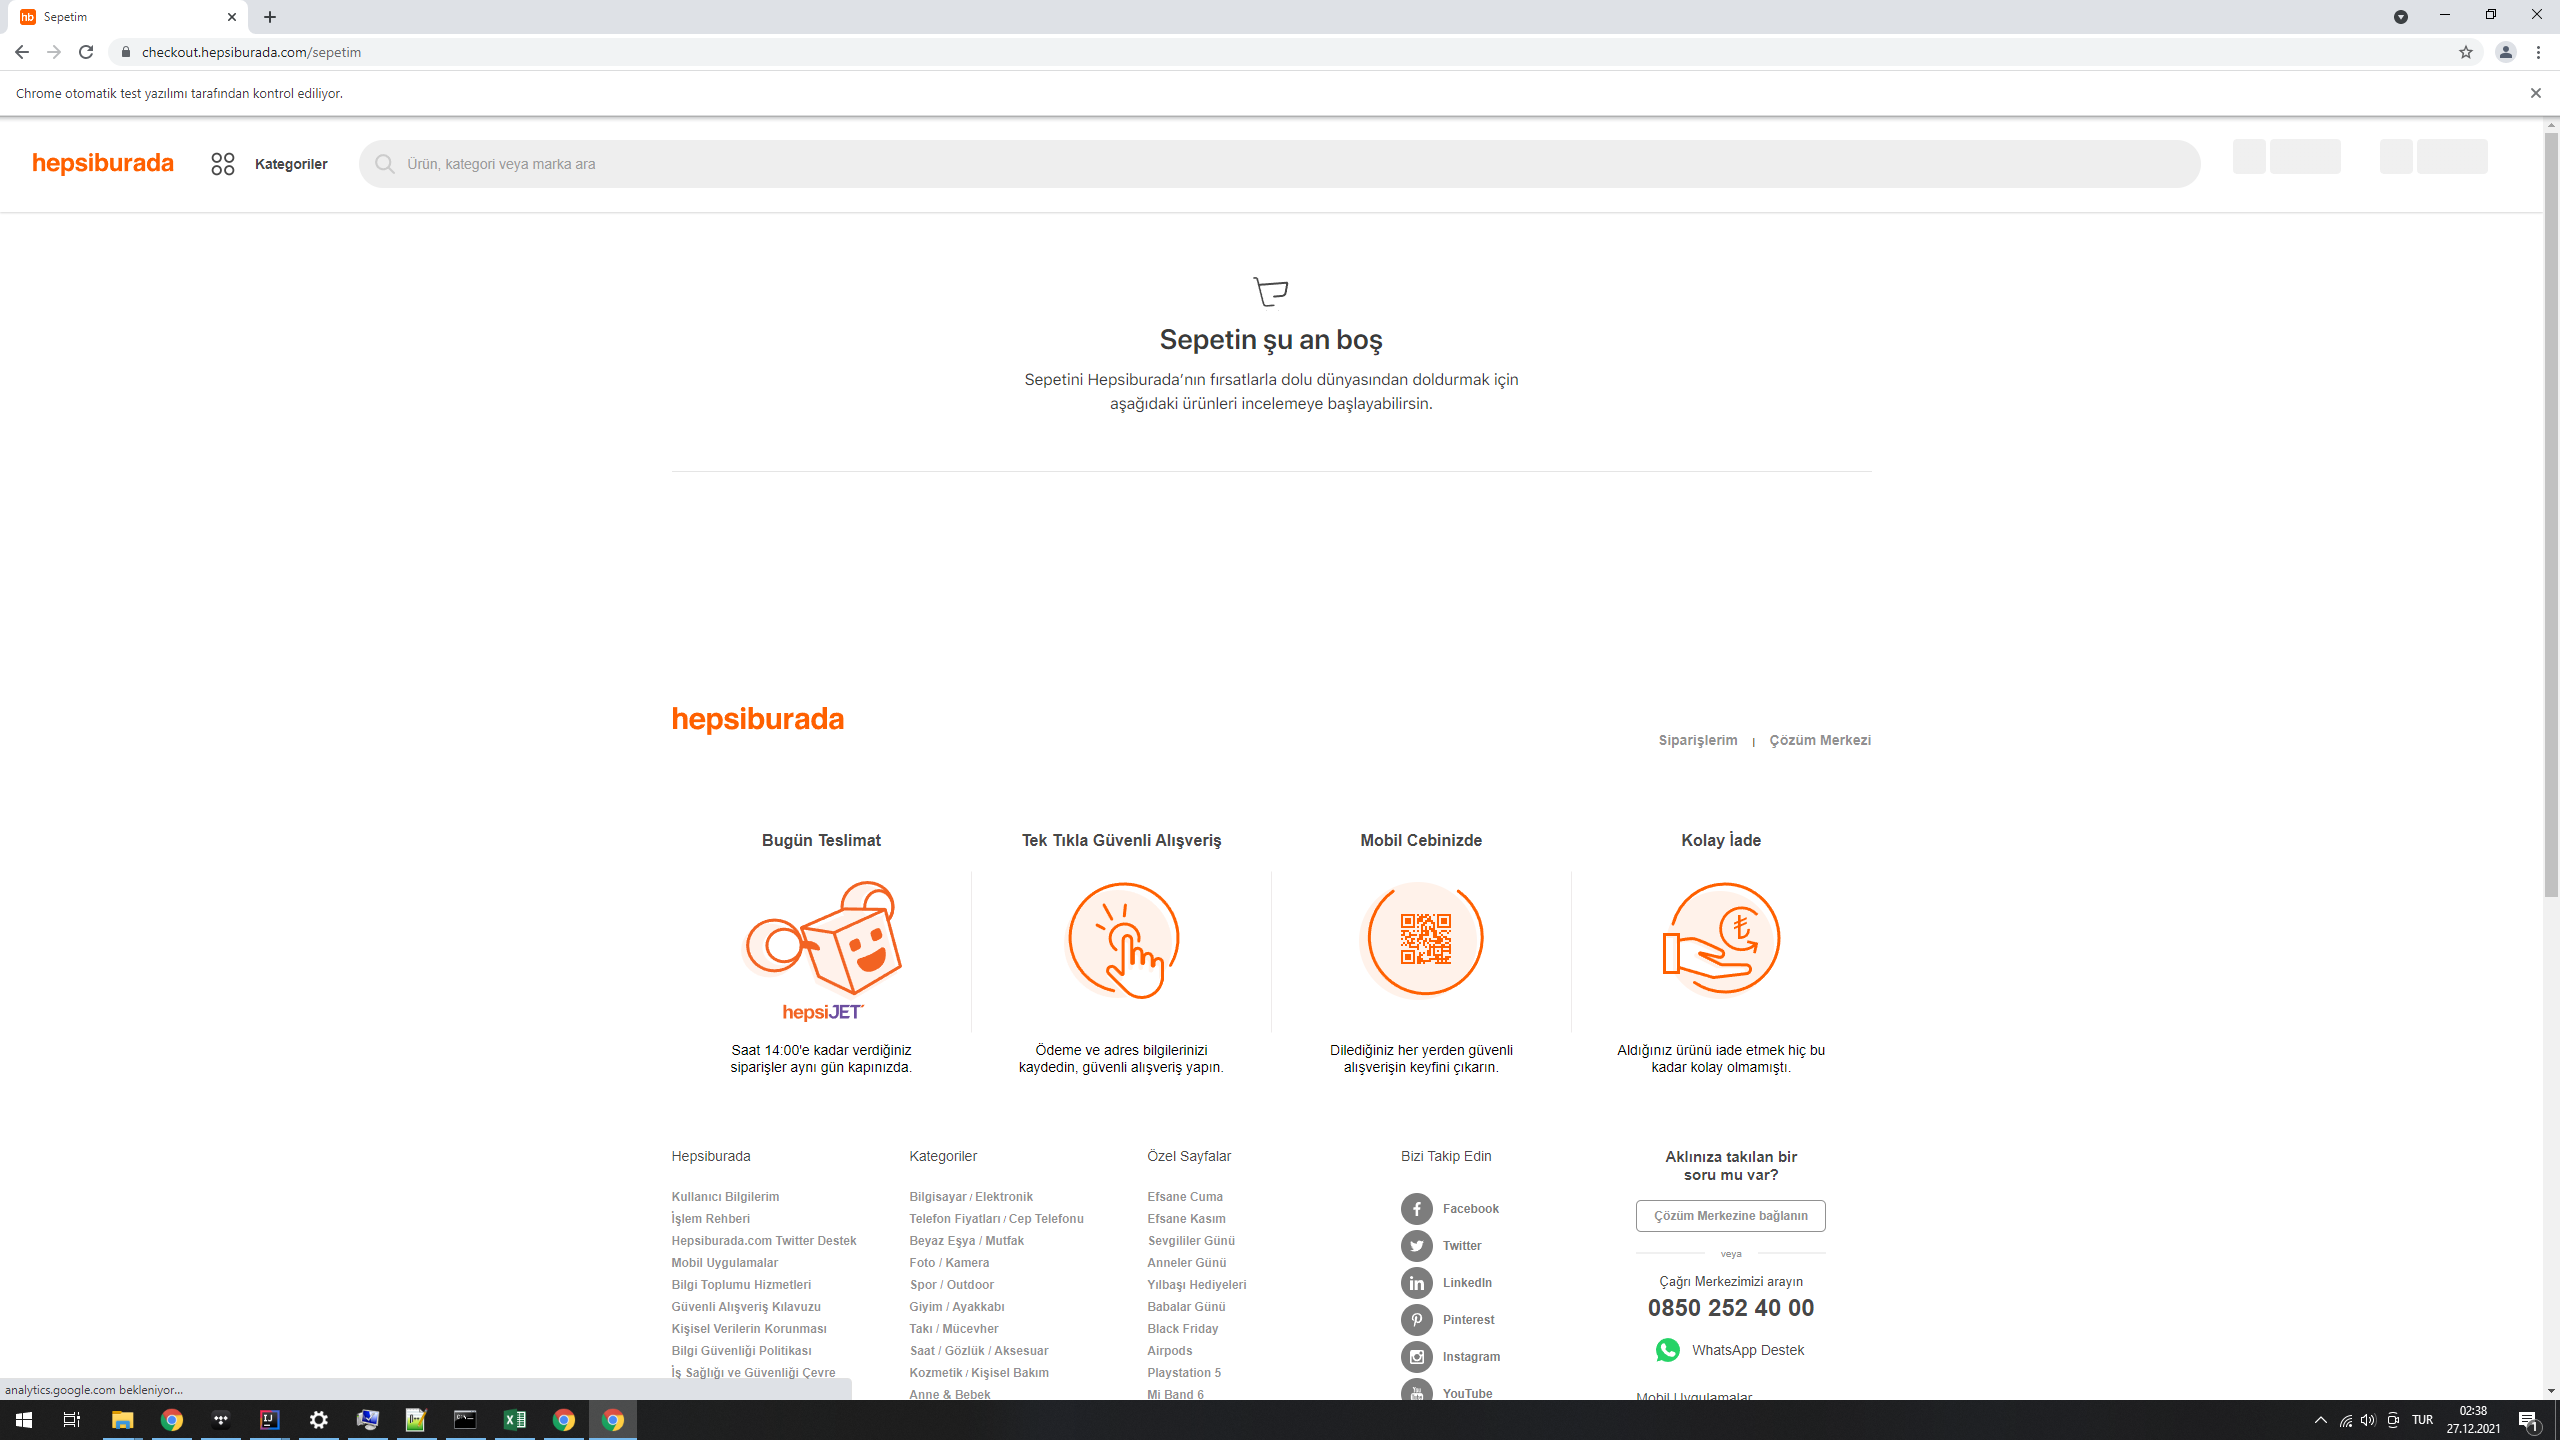 hb Sepetim
checkout.hepsiburada.com/sepetim
Chrome otomatik test yazılımı tarafından kontrol ediliyor.
hepsiburada
Kategoriler
Ürün, kategori veya marka ara
Sepetin şu an boş
Sepetini Hepsiburada’nın fırsatlarla dolu dünyasından doldurmak için
aşağıdaki ürünleri incelemeye başlayabilirsin.
hepsiburada
Siparişlerim | Çözüm Merkezi
Bugün Teslimat
hepsiJET
Saat 14:00'e kadar verdiğiniz
siparişler aynı gün kapınızda.
Tek Tıkla Güvenli Alışveriş
Ödeme ve adres bilgilerinizi
kaydedin, güvenli alışveriş yapın.
Mobil Cebinizde
Dilediğiniz her yerden güvenli
alışverişin keyfini çıkarın.
Kolay İade
Aldığınız ürünü iade etmek hiç bu
kadar kolay olmamıştı.
Hepsiburada
Kullanıcı Bilgilerim
İşlem Rehberi
Hepsiburada.com Twitter Destek
Mobil Uygulamalar
Bilgi Toplumu Hizmetleri
Güvenli Alışveriş Kılavuzu
Kişisel Verilerin Korunması
Bilgi Güvenliği Politikası
İş Sağlığı ve Güvenliği Çevre
Kategoriler
Bilgisayar / Elektronik
Telefon Fiyatları / Cep Telefonu
Beyaz Eşya / Mutfak
Foto / Kamera
Spor / Outdoor
Giyim / Ayakkabı
Takı / Mücevher
Saat / Gözlük / Aksesuar
Kozmetik / Kişisel Bakım
Anne & Bebek
Özel Sayfalar
Efsane Cuma
Efsane Kasım
Sevgililer Günü
Anneler Günü
Yılbaşı Hediyeleri
Babalar Günü
Black Friday
Airpods
Playstation 5
Mi Band 6
Bizi Takip Edin
Facebook
Twitter
LinkedIn
Pinterest
Instagram
YouTube
Aklınıza takılan bir
soru mu var?
Çözüm Merkezine bağlanın
veya
Çağrı Merkezimizi arayın
0850 252 40 00
WhatsApp Destek
Mobil Uygulamalar
analytics.google.com bekleniyor...
TUR
02:38
27.12.2021
1